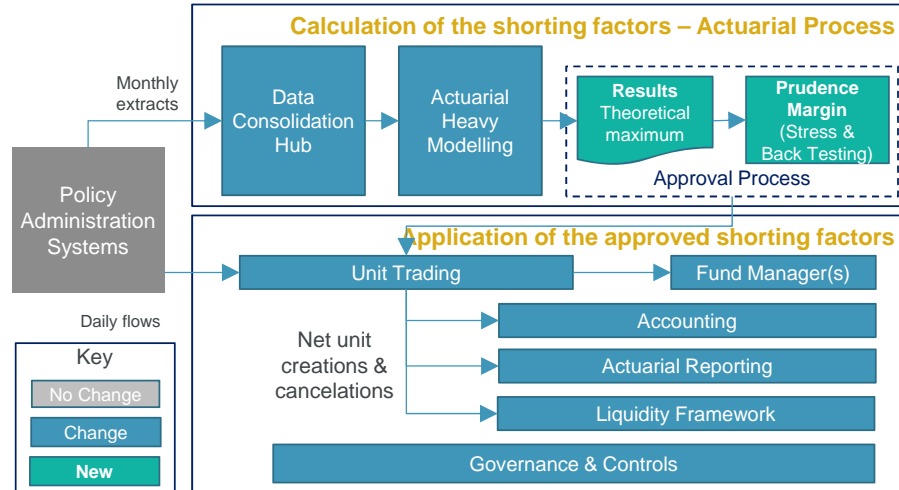 Calculation of the shorting factors – Actuarial Process
Monthly
extracts
Data
Consolidation
Hub
Actuarial
Heavy
Modelling
Results
Theoretical
maximum
Prudence
Margin
(Stress &
Back Testing)
Approval Process
Policy
Administration
Systems
Application of the approved shorting factors
Unit Trading
Fund Manager(s)
Daily flows
Net unit
creations &
cancelations
Accounting
Actuarial Reporting
Liquidity Framework
Governance & Controls
Key
No Change
Change
New